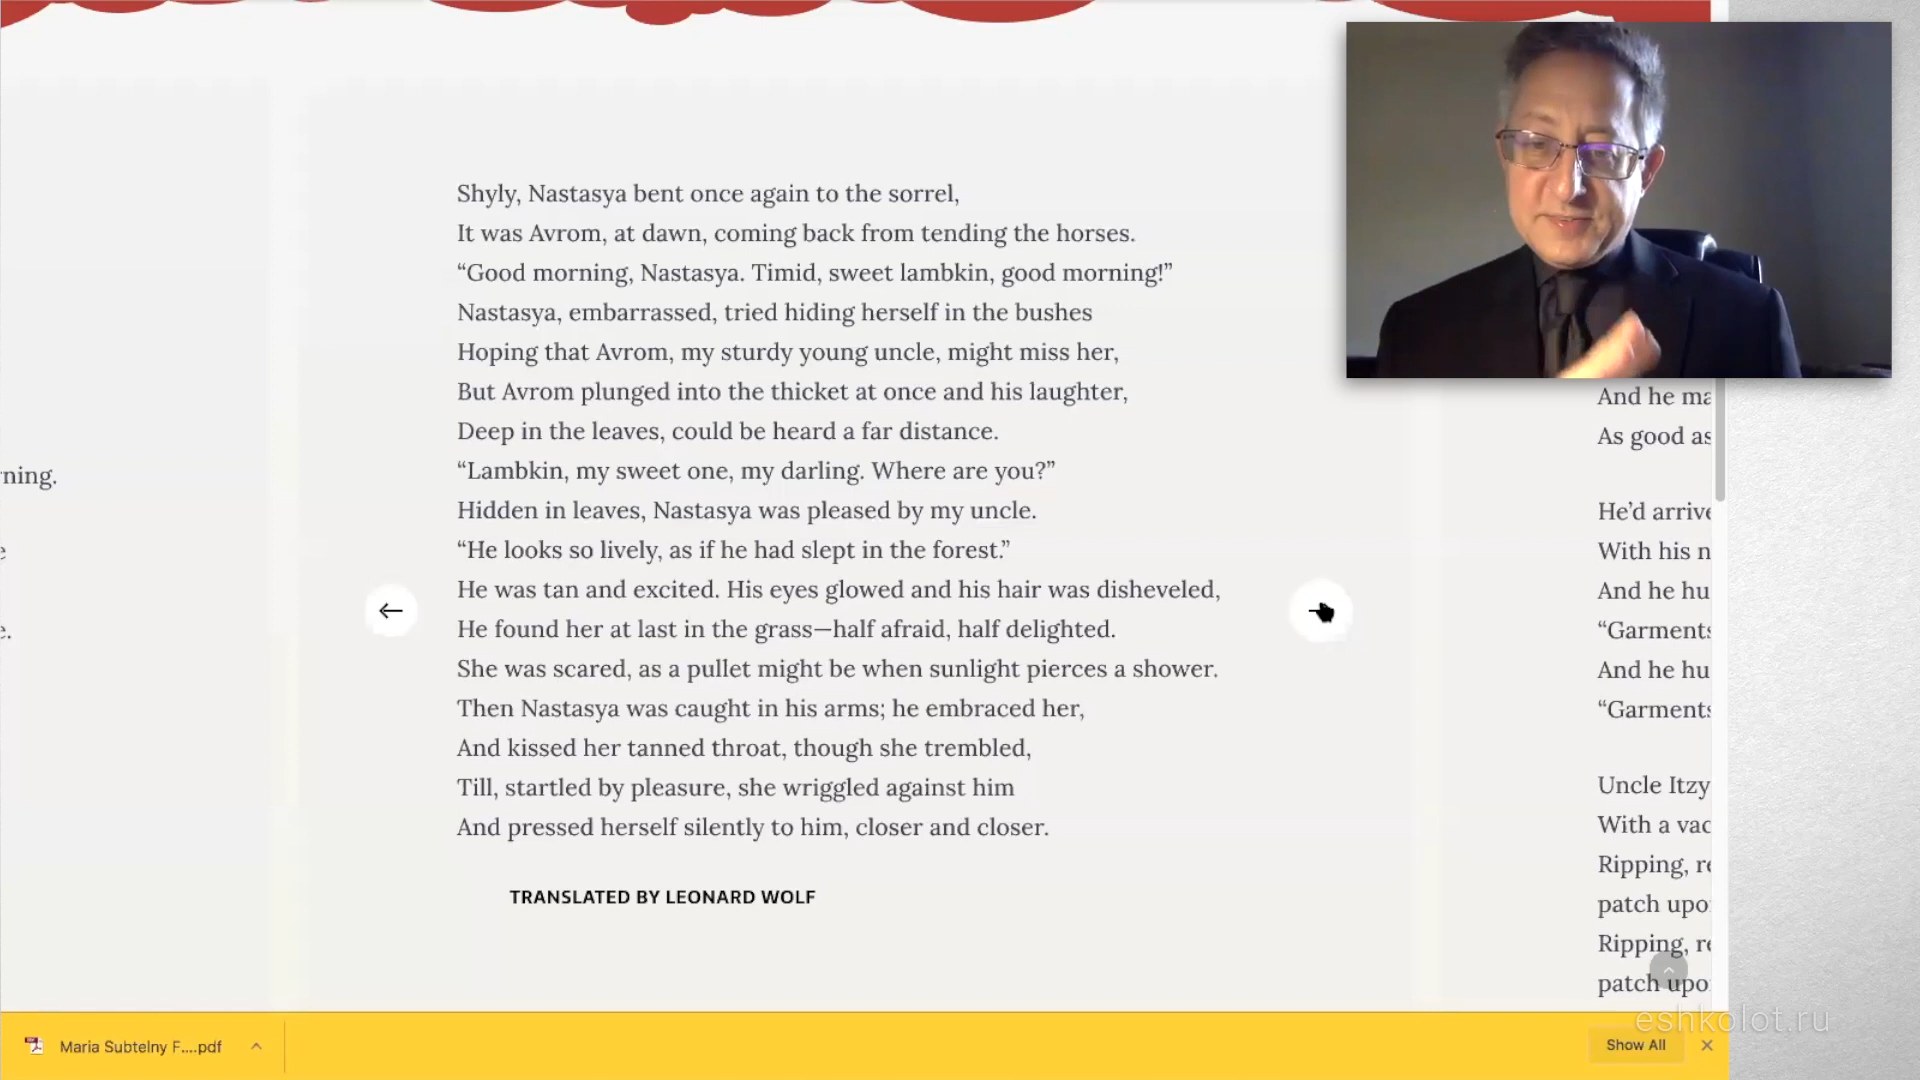 Shyly, Nastasya bent once again to the sorrel,
It was Avrom, at dawn, coming back from tending the horses.
“Good morning, Nastasya. Timid, sweet lambkin, good morning!”
Nastasya, embarrassed, tried hiding herself in the bushes
Hoping that Avrom, my sturdy young uncle, might miss her,
But Avrom plunged into the thicket at once and his laughter,
Deep in the leaves, could be heard a far distance.
“Lambkin, my sweet one, my darling. Where are you?”
Hidden in leaves, Nastasya was pleased by my uncle.
“He looks so lively, as if he had slept in the forest.”
He was tan and excited. His eyes glowed and his hair was disheveled,
He found her at last in the grass—half afraid, half delighted.
She was scared, as a pullet might be when sunlight pierces a shower.
Then Nastasya was caught in his arms; he embraced her,
And kissed her tanned throat, though she trembled,
Till, startled by pleasure, she wriggled against him
And pressed herself silently to him, closer and closer.
TRANSLATED BY LEONARD WOLF
rning.
e
e.
And he ma
As good as
He’d arrive
With his n
And he hu
“Garments
And he hu
“Garments
Uncle Itzy
With a vac
Ripping, re
patch upo
Ripping, re
patch upo
eshkolot.ru
Maria Subtelny F....pdf
Show All